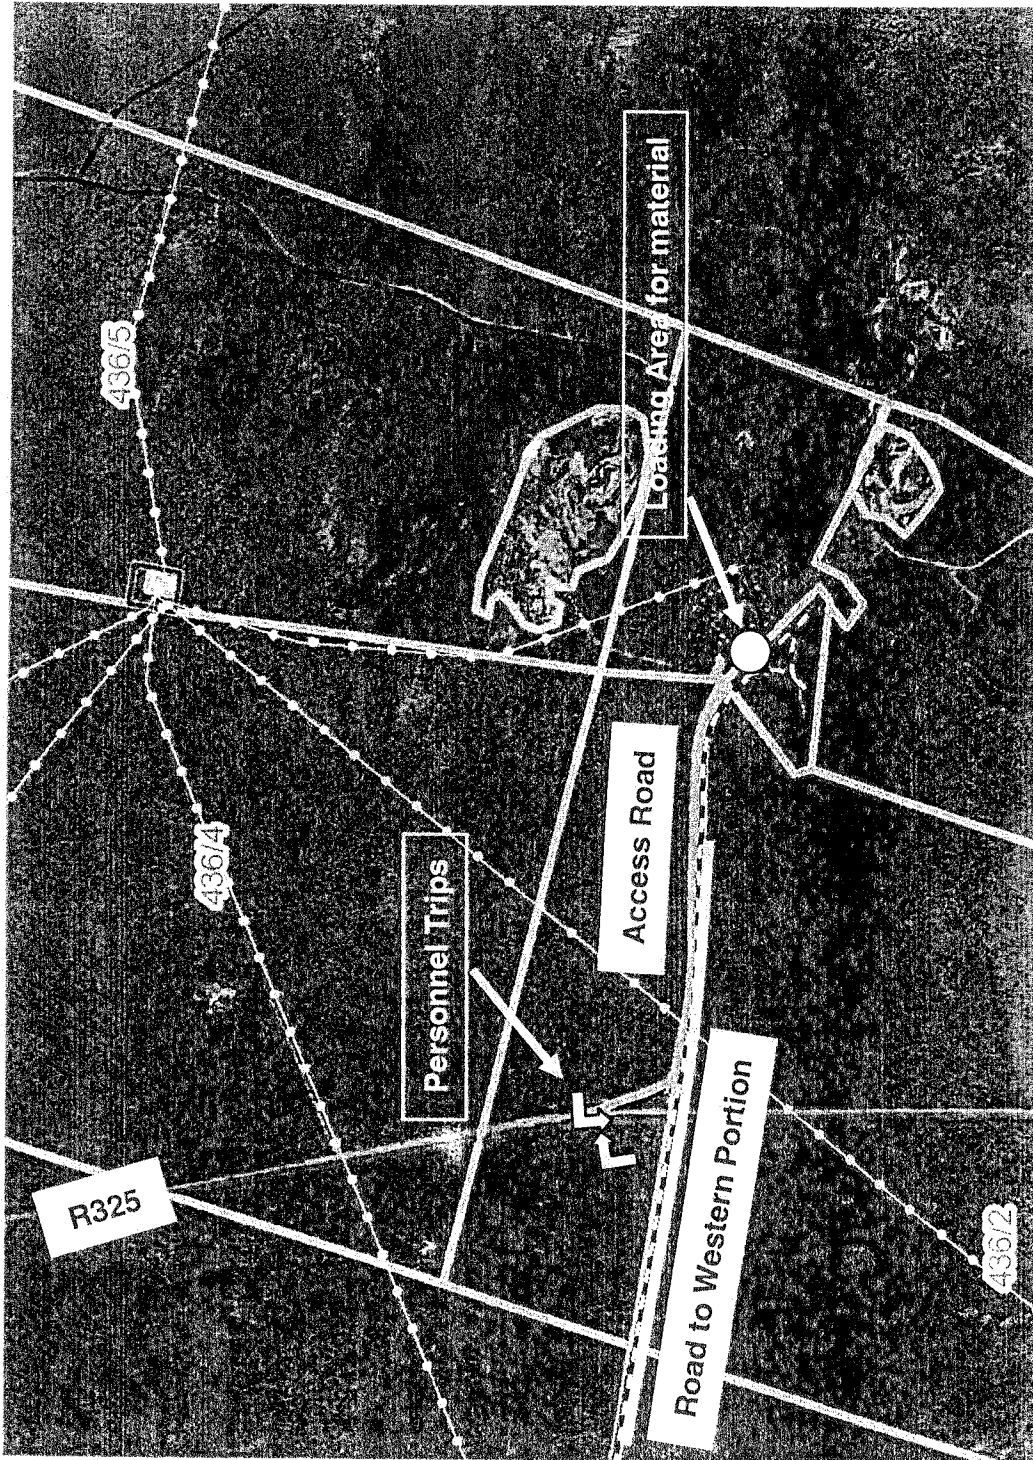 R325
436/4
436/5
Personnel Trips
Loading Area for material
Access Road
Road to Western Portion
436/2